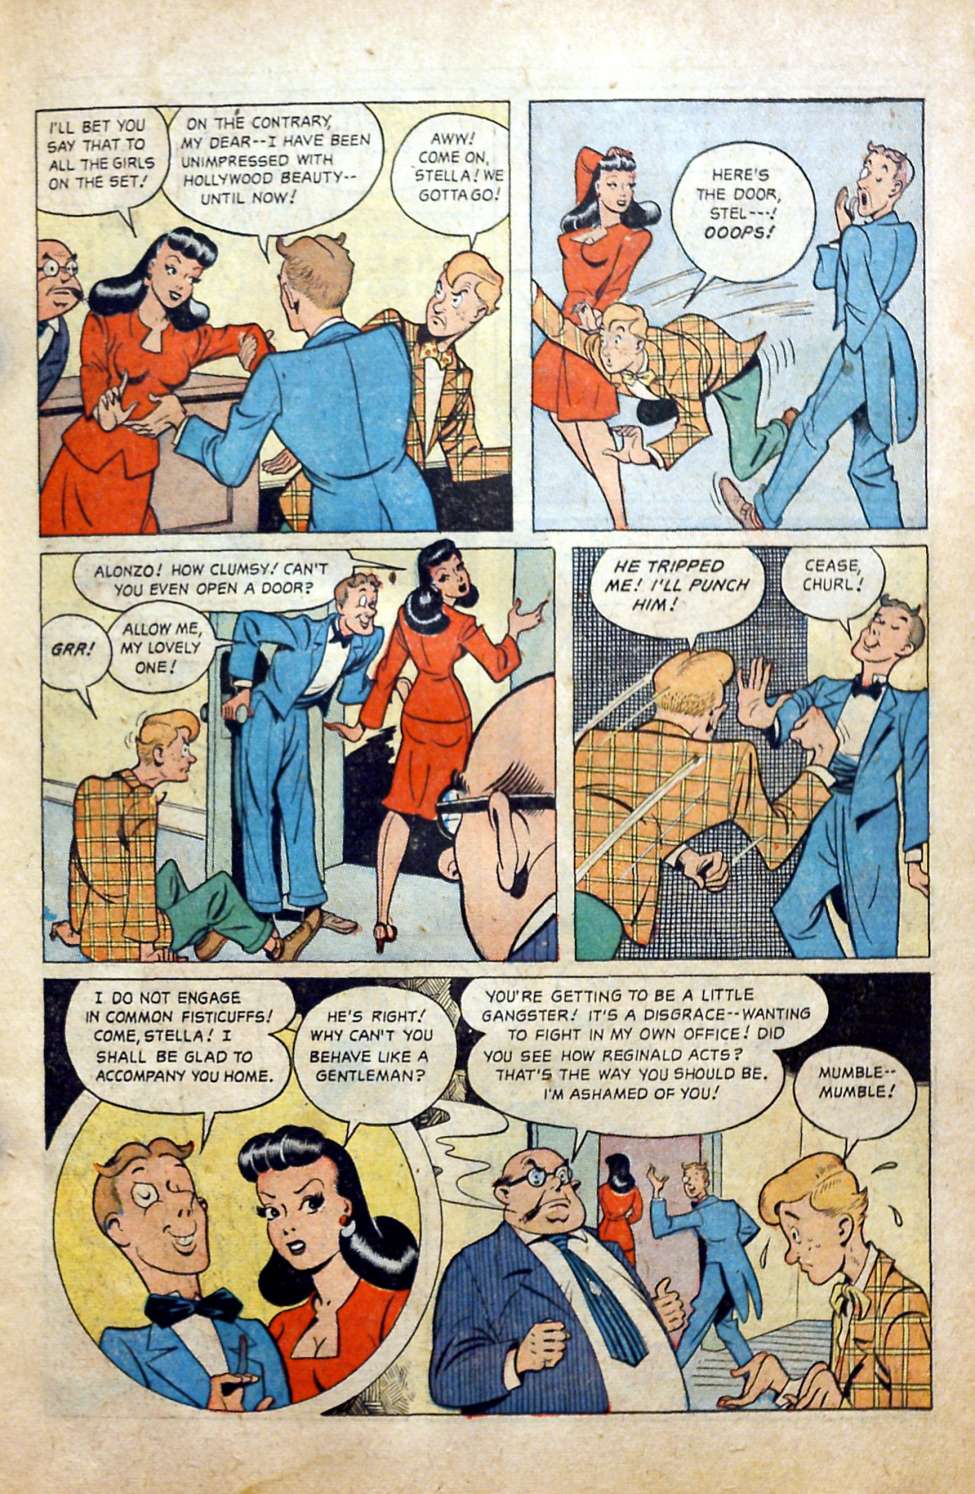 I'LL BET YOU
SAY THAT TO
ALL THE GIRLS
ON THE SET!
ON THE CONTRARY,
MY DEAR--I HAVE BEEN
UNIMPRESSED WITH
HOLLYWOOD BEAUTY--
UNTIL NOW!
AWW!
COME ON,
STELLA! WE
GOTTA GO!
HERE'S
THE DOOR,
STEL---!
OOOPS!
ALONZO! HOW CLUMSY! CAN'T
YOU EVEN OPEN A DOOR?
GRR!
ALLOW ME,
MY LOVELY
ONE!
HE TRIPPED
ME! I'LL PUNCH
HIM!
CEASE,
CHURL!
I DO NOT ENGAGE
IN COMMON FISTICUFFS!
COME, STELLA! I
SHALL BE GLAD TO
ACCOMPANY YOU HOME.
HE'S RIGHT!
WHY CAN'T YOU
BEHAVE LIKE A
GENTLEMAN?
YOU'RE GETTING TO BE A LITTLE
GANGSTER! IT'S A DISGRACE--WANTING
TO FIGHT IN MY OWN OFFICE! DID
YOU SEE HOW REGINALD ACTS?
THAT'S THE WAY YOU SHOULD BE.
I'M ASHAMED OF YOU!
MUMBLE--
MUMBLE!